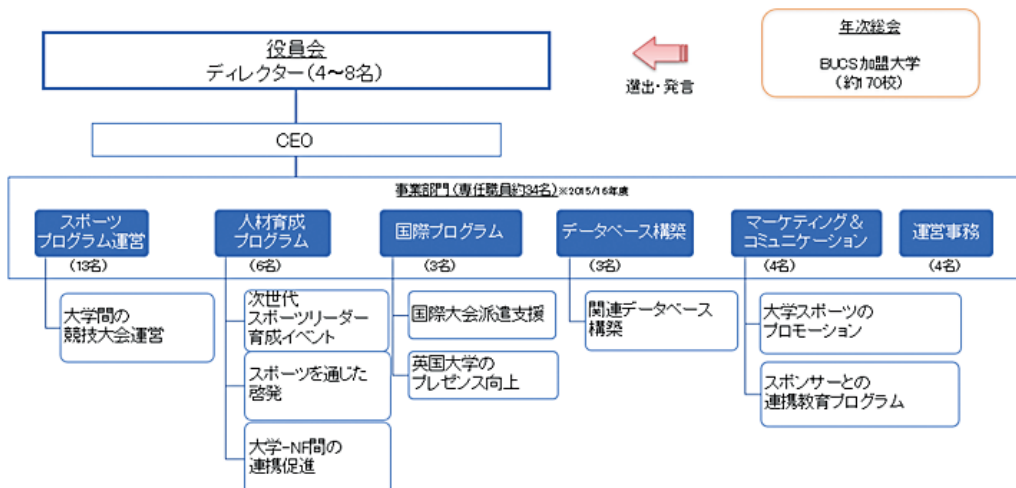 役員会
ディレクター(4～8名)
選出・発言
年次総会
BUCS加盟大学
(約170校)
CEO
事業部門(専任職員約34名)※2015/16年度
スポーツ
プログラム運営
(13名)
人材育成
プログラム
(6名)
国際プログラム
(3名)
データベース構築
(3名)
マーケティング＆
コミュニケーション
(4名)
運営事務
(4名)
大学間の
競技大会運営
次世代
スポーツリーダー
育成イベント
スポーツを通じた
啓発
大学-NF間の
連携促進
国際大会派遣支援
英国大学の
プレゼンス向上
関連データベース
構築
大学スポーツの
プロモーション
スポンサーとの
連携教育プログラム